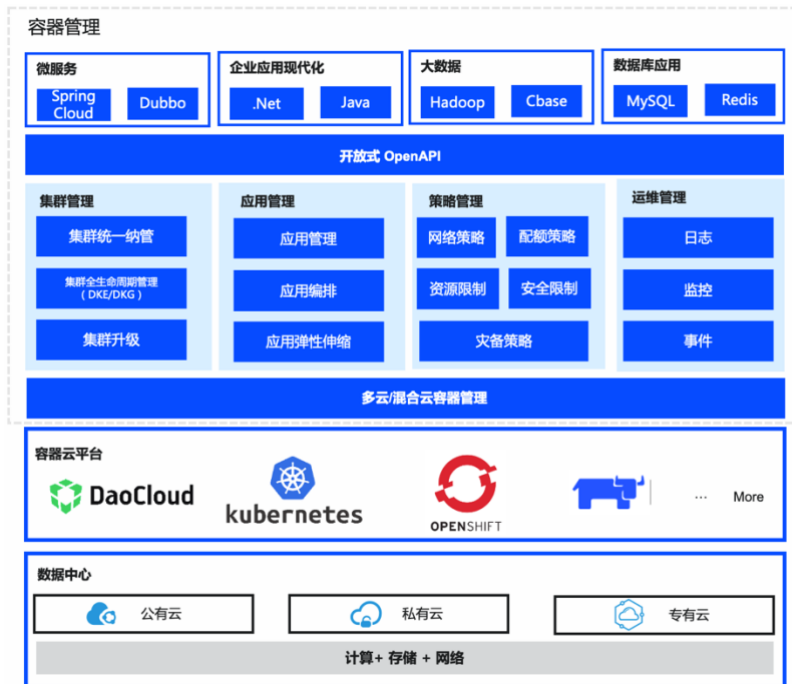 容器管理
微服务
Spring
Cloud
Dubbo
企业应用现代化
.Net
Java
大数据
Hadoop
Cbase
数据库应用
MySQL
Redis
开放式 OpenAPI
集群管理
集群统一纳管
集群全生命周期管理
（DKE/DKG）
集群升级
应用管理
应用管理
应用编排
应用弹性伸缩
策略管理
网络策略
配额策略
资源限制
安全限制
灾备策略
运维管理
日志
监控
事件
多云/混合云容器管理
容器云平台
DaoCloud
kubernetes
OPENSHIFT
... More
数据中心
公有云
私有云
专有云
计算+ 存储 + 网络